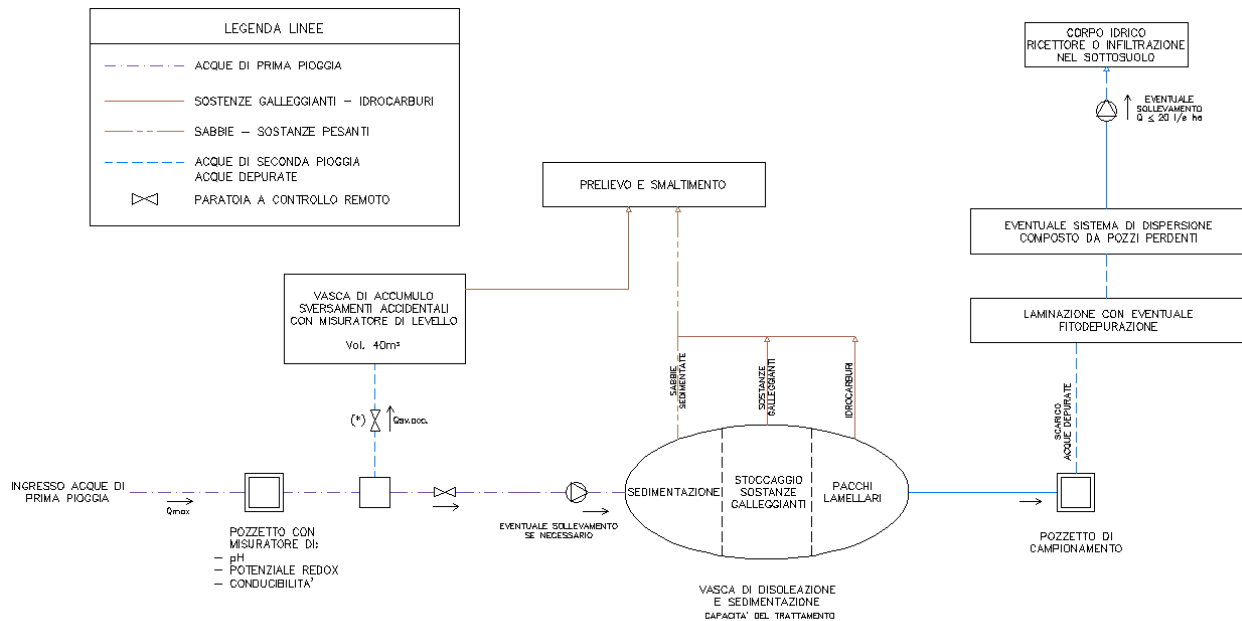 LEGENDA LINEE
ACQUE DI PRIMA PIOGGIA
SOSTENZE GALLEGGIANTI – IDROCARBURI
SABBIE – SOSTANZE PESANTI
ACQUE DI SECONDA PIOGGIA
ACQUE DEPURATE
PARATOIA A CONTROLLO REMOTO
CORPO IDRICO
RICETTORE O INFILTRAZIONE
NEL SOTTOSUOLO
EVENTUALE
SOLLEVAMENTO
Q ≤ 20 l/s ha
PRELIEVO E SMALTIMENTO
EVENTUALE SISTEMA DI DISPERSIONE
COMPOSTO DA POZZI PERDENTI
VASCA DI ACCUMULO
SVERSAMENTI ACCIDENTALI
CON MISURATORE DI LEVELLO
Vol. 40m³
LAMINAZIONE CON EVENTUALE
FITODEPURAZIONE
SABBIE
SEDIMENTATE
SOSTANZE
GALLEGGIANTI
IDROCARBURI
SCARICO
ACQUE DEPURATE
(*)
Qsv.acc.
INGRESSO ACQUE DI
PRIMA PIOGGIA
Qmax
SEDIMENTAZIONE
STOCCAGGIO
SOSTANZE
GALLEGGIANTI
PACCHI
LAMELLARI
EVENTUALE SOLLEVAMENTO
SE NECESSARIO
POZZETTO CON
MISURATORE DI:
– pH
– POTENZIALE REDOX
– CONDUCIBILITA'
POZZETTO DI
CAMPIONAMENTO
VASCA DI DISOLEAZIONE
E SEDIMENTAZIONE
CAPACITA' DEL TRATTAMENTO